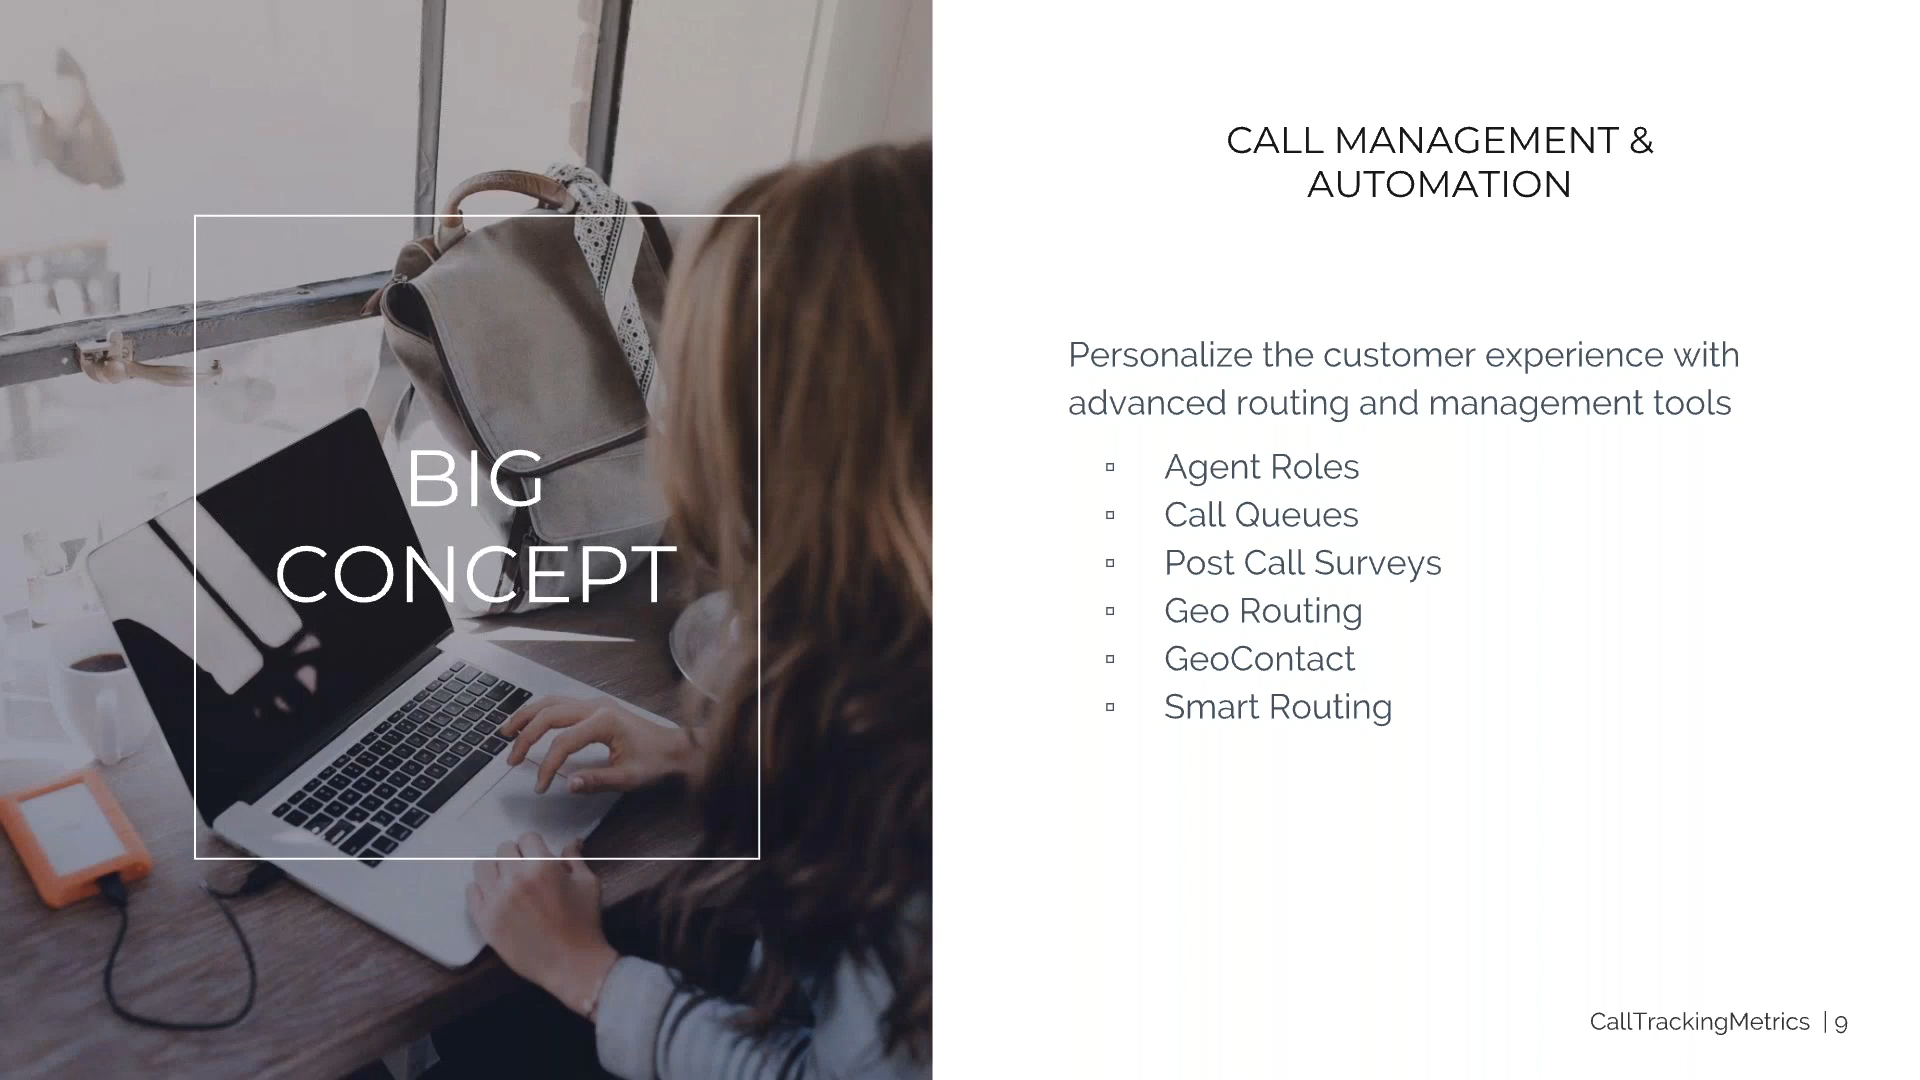 BIG
CONCEPT
CALL MANAGEMENT &
AUTOMATION
Personalize the customer experience with
advanced routing and management tools
▫ Agent Roles
▫ Call Queues
▫ Post Call Surveys
▫ Geo Routing
▫ GeoContact
▫ Smart Routing
CallTrackingMetrics | 9